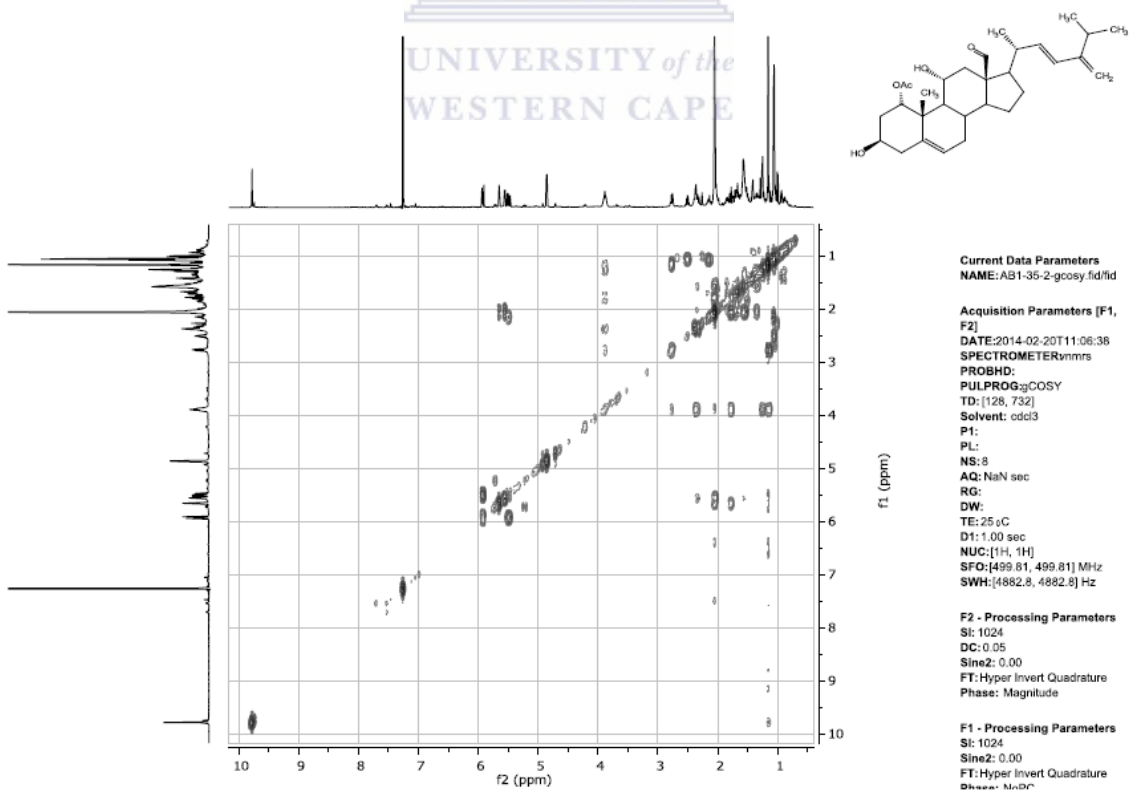 UNIVERSITY of the
WESTERN CAPE
H₃C
CH₃
CH₃
H₃C
O
HO
CH₂
OAc
CH₃
HO
1
2
3
4
5
6
7
8
9
10
f1 (ppm)
10 9 8 7 6 5 4 3 2 1
f2 (ppm)
Current Data Parameters
NAME: AB1-35-2-gcosy.fid/fid
Acquisition Parameters [F1,
F2]
DATE:2014-02-20T11:06:38
SPECTROMETER:vnmrs
PROBHD:
PULPROG:gCOSY
TD: [128, 732]
Solvent: cdcl3
P1:
PL:
NS: 8
AQ: NaN sec
RG:
DW:
TE: 25 oC
D1: 1.00 sec
NUC:[1H, 1H]
SFO:[499.81, 499.81] MHz
SWH:[4882.8, 4882.8] Hz
F2 - Processing Parameters
SI: 1024
DC: 0.05
Sine2: 0.00
FT: Hyper Invert Quadrature
Phase: Magnitude
F1 - Processing Parameters
SI: 1024
Sine2: 0.00
FT: Hyper Invert Quadrature
Phase: NoPC